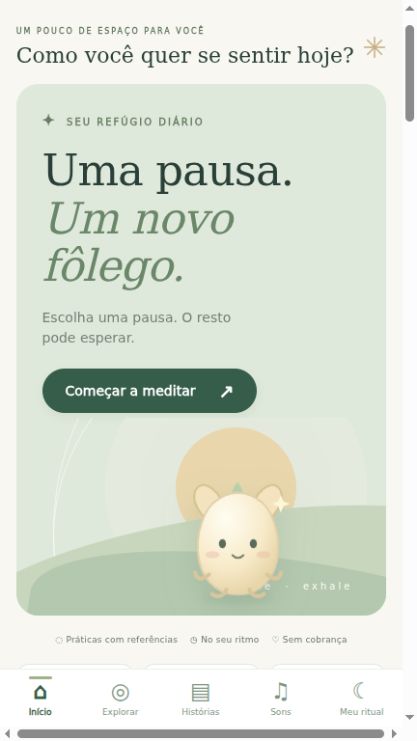 UM POUCO DE ESPAÇO PARA VOCÊ
Como você quer se sentir hoje?
SEU REFÚGIO DIÁRIO
Uma pausa.
Um novo
fôlego.
Escolha uma pausa. O resto
pode esperar.
Começar a meditar ↗
e · exhale
Práticas com referências No seu ritmo Sem cobrança
Início Explorar Histórias Sons Meu ritual